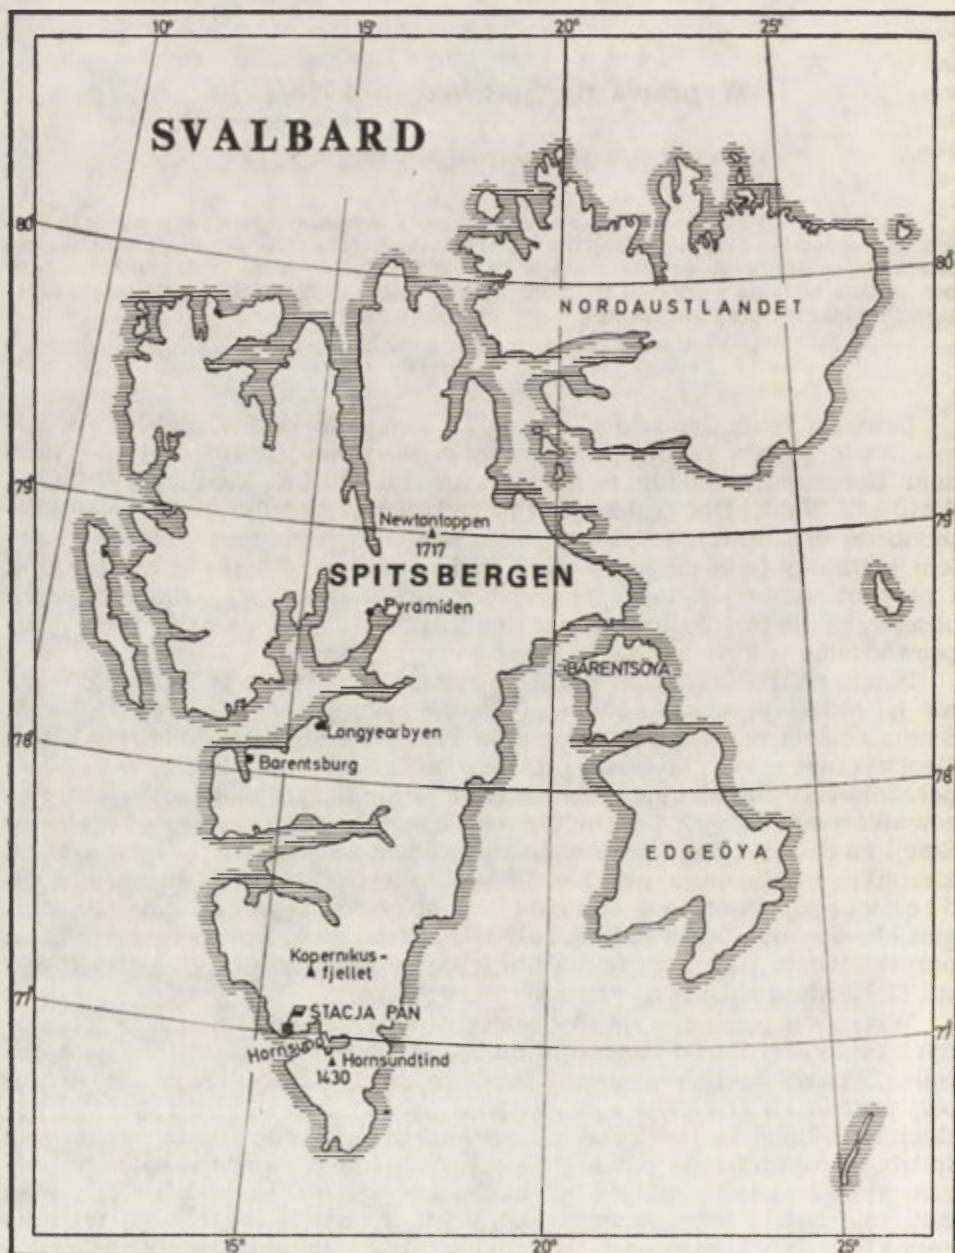 10° 15° 20° 25°
SVALBARD
80°
80°
NORDAUSTLANDET
79°
79°
Newtontoppen
1717
SPITSBERGEN
Pyramiden
BARENTSÖYA
78°
Longyearbyen
Barentsburg
78°
EDGEÖYA
Kopernikus-
fjellet
77°
STACJA PAN
77°
Hornsund
Hornsundtind
1430
15° 20° 25°